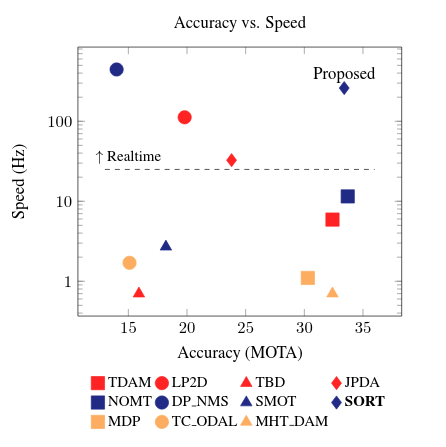 Accuracy vs. Speed
Proposed
100
↑ Realtime
10
1
Speed (Hz)
15 20 25 30 35
Accuracy (MOTA)
TDAM LP2D TBD JPDA
NOMT DP_NMS SMOT SORT
MDP TC_ODAL MHT_DAM